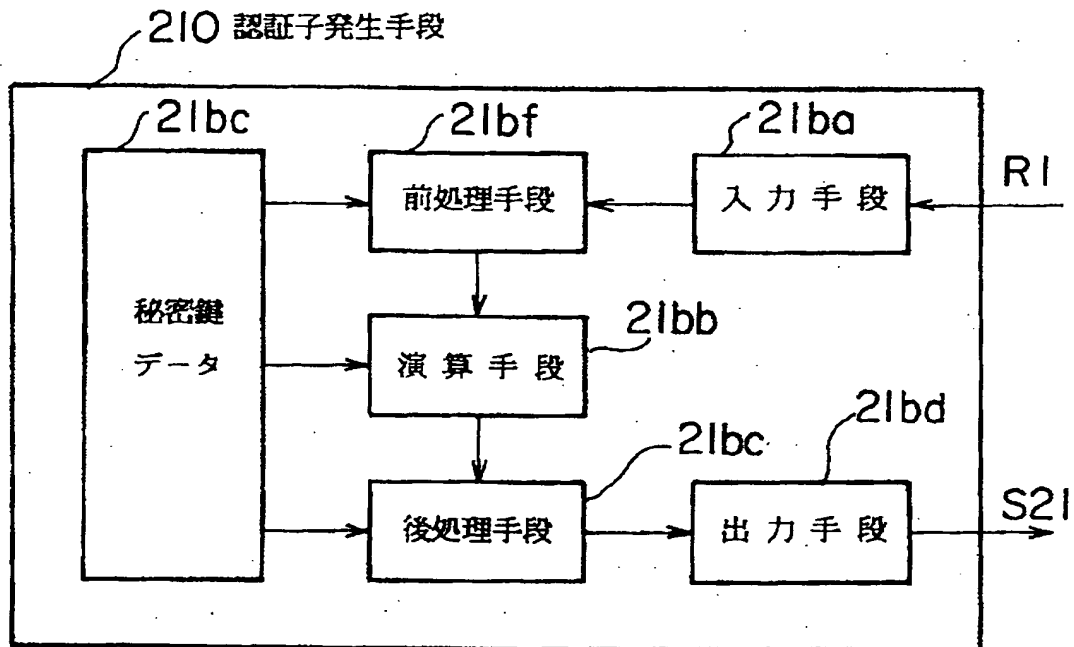 210 認証子発生手段
21bc
21bf
21ba
R1
秘密鍵
データ
前処理手段
入力手段
21bb
演算手段
21bc
21bd
後処理手段
出力手段
S21